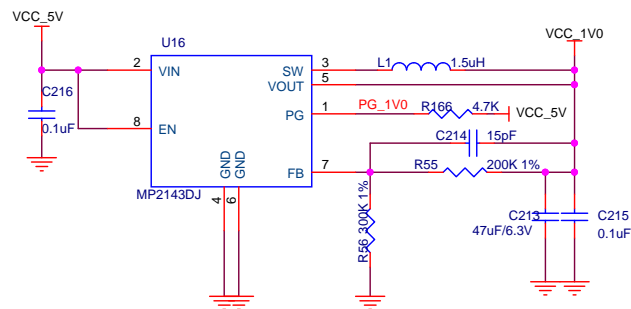 VCC_5V
VCC_1V0
U16
2
VIN
SW
3
L1
1.5uH
VOUT
5
C216
0.1uF
PG
1
PG_1V0
R166
4.7K
VCC_5V
8
EN
C214
15pF
FB
7
R55
200K 1%
GND
GND
MP2143DJ
4
6
R56 300K 1%
C213
47uF/6.3V
C215
0.1uF